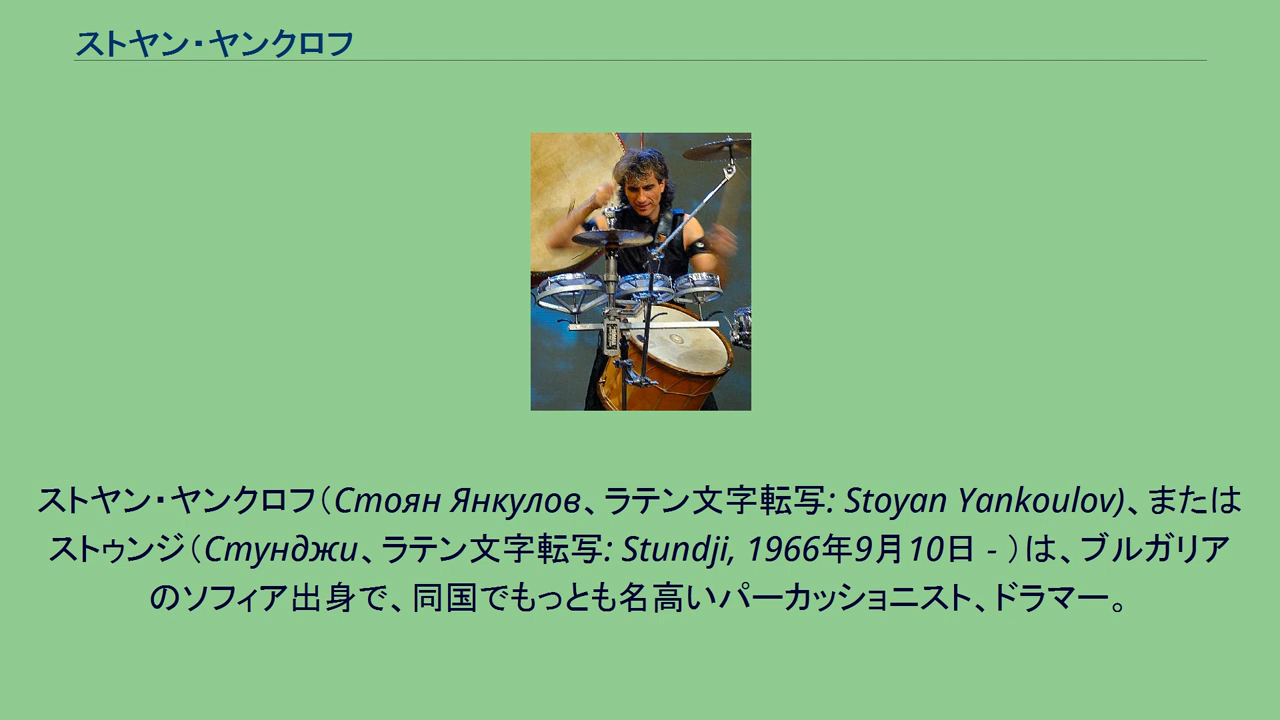 ストヤン・ヤンクロフ
ストヤン・ヤンクロフ（Стоян Янкулов、ラテン文字転写: Stoyan Yankoulov)、または
ストゥンジ（Стунджи、ラテン文字転写: Stundji, 1966年9月10日 - ）は、ブルガリア
のソフィア出身で、同国でもっとも名高いパーカッショニスト、ドラマー。